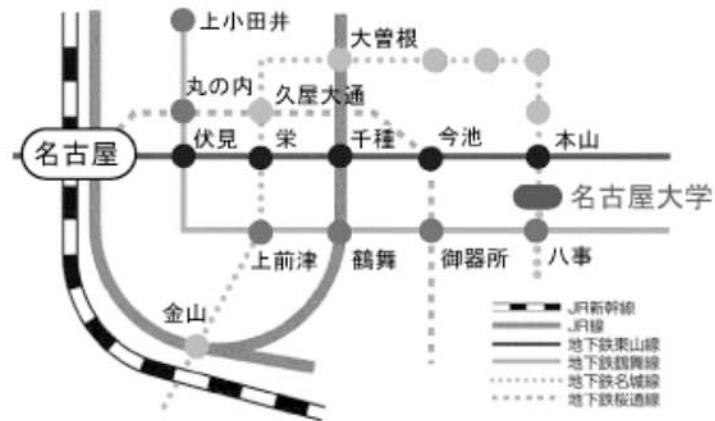 上小田井
大曽根
丸の内
久屋大通
名古屋
伏見
栄
千種
今池
本山
名古屋大学
上前津
鶴舞
御器所
八事
金山
JR新幹線
JR線
地下鉄東山線
地下鉄鶴舞線
地下鉄名城線
地下鉄桜通線